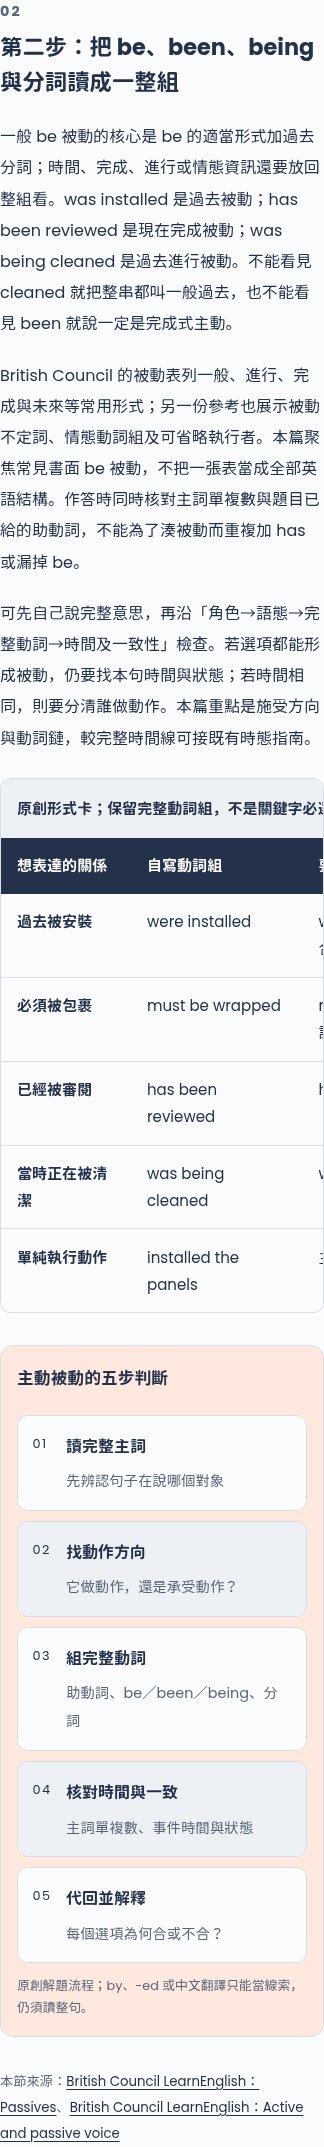 02
第二步：把 be、been、being
與分詞讀成一整組
一般 be 被動的核心是 be 的適當形式加過去
分詞；時間、完成、進行或情態資訊還要放回
整組看。was installed 是過去被動；has
been reviewed 是現在完成被動；was
being cleaned 是過去進行被動。不能看見
cleaned 就把整串都叫一般過去，也不能看
見 been 就說一定是完成式主動。
British Council 的被動表列一般、進行、完
成與未來等常用形式；另一份參考也展示被動
不定詞、情態動詞組及可省略執行者。本篇聚
焦常見書面 be 被動，不把一張表當成全部英
語結構。作答時同時核對主詞單複數與題目已
給的助動詞，不能為了湊被動而重複加 has
或漏掉 be。
可先自己說完整意思，再沿「角色→語態→完
整動詞→時間及一致性」檢查。若選項都能形
成被動，仍要找本句時間與狀態；若時間相
同，則要分清誰做動作。本篇重點是施受方向
與動詞鏈，較完整時間線可接既有時態指南。
原創形式卡；保留完整動詞組，不是關鍵字必
想表達的關係 自寫動詞組
過去被安裝 were installed
必須被包裹 must be wrapped
已經被審閱 has been
reviewed
當時正在被清 was being
潔 cleaned
單純執行動作 installed the
panels
主動被動的五步判斷
01 讀完整主詞
先辨認句子在說哪個對象
02 找動作方向
它做動作，還是承受動作？
03 組完整動詞
助動詞、be／been／being、分
詞
04 核對時間與一致
主詞單複數、事件時間與狀態
05 代回並解釋
每個選項為何合或不合？
原創解題流程；by、-ed 或中文翻譯只能當線索，
仍須讀整句。
本節來源：British Council LearnEnglish：
Passives、British Council LearnEnglish：Active
and passive voice